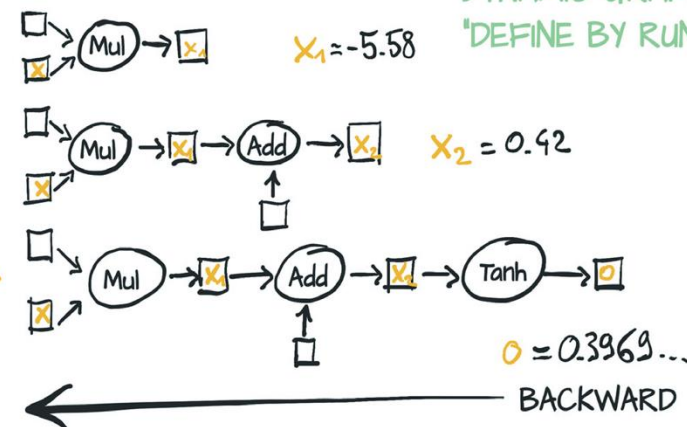 "DEFINE BY RUN
Mul → x₁
x
x₁ = -5.58
Mul → x₁ → Add → x₂
x
x₂ = 0.42
Mul → x₁ → Add → x₂ → Tanh → o
x
o = 0.3969...
BACKWARD